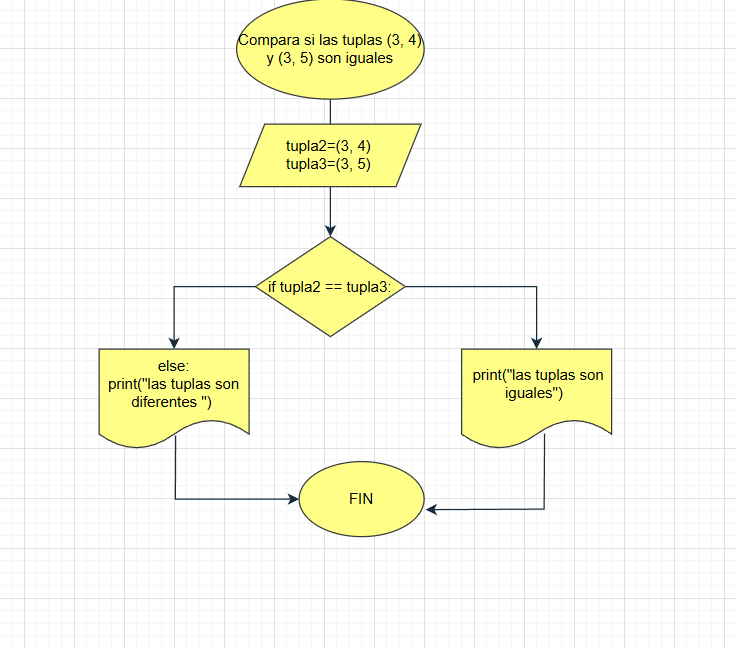 Compara si las tuplas (3, 4)
y (3, 5) son iguales
tupla2=(3, 4)
tupla3=(3, 5)
if tupla2 == tupla3:
else:
print("las tuplas son
diferentes ")
print("las tuplas son
iguales")
FIN